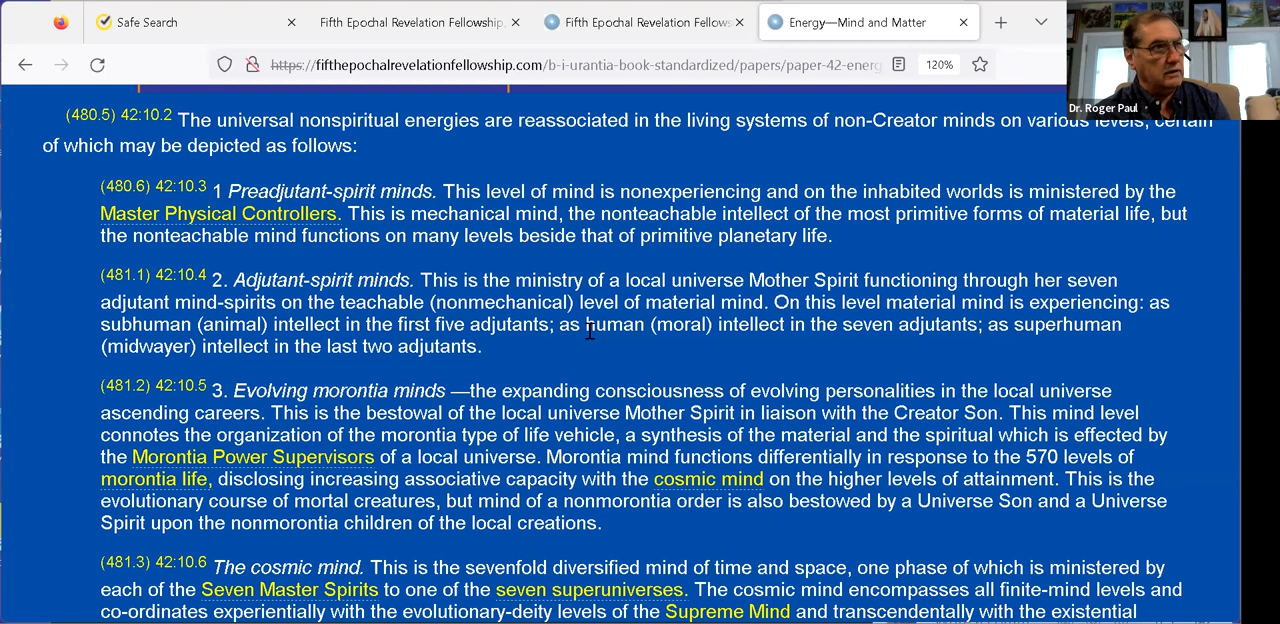 Safe Search
Fifth Epochal Revelation Fellowship
Fifth Epochal Revelation Fellows
Energy—Mind and Matter
https://fifthepochalrevelationfellowship.com/b-i-urantia-book-standardized/papers/paper-42-energ
120%
Dr. Roger Paul
(480.5) 42:10.2 The universal nonspiritual energies are reassociated in the living systems of non-Creator minds on various levels, certain
of which may be depicted as follows:
(480.6) 42:10.3 1 Preadjutant-spirit minds. This level of mind is nonexperiencing and on the inhabited worlds is ministered by the
Master Physical Controllers. This is mechanical mind, the nonteachable intellect of the most primitive forms of material life, but
the nonteachable mind functions on many levels beside that of primitive planetary life.
(481.1) 42:10.4 2. Adjutant-spirit minds. This is the ministry of a local universe Mother Spirit functioning through her seven
adjutant mind-spirits on the teachable (nonmechanical) level of material mind. On this level material mind is experiencing: as
subhuman (animal) intellect in the first five adjutants; as human (moral) intellect in the seven adjutants; as superhuman
(midwayer) intellect in the last two adjutants.
(481.2) 42:10.5 3. Evolving morontia minds —the expanding consciousness of evolving personalities in the local universe
ascending careers. This is the bestowal of the local universe Mother Spirit in liaison with the Creator Son. This mind level
connotes the organization of the morontia type of life vehicle, a synthesis of the material and the spiritual which is effected by
the Morontia Power Supervisors of a local universe. Morontia mind functions differentially in response to the 570 levels of
morontia life, disclosing increasing associative capacity with the cosmic mind on the higher levels of attainment. This is the
evolutionary course of mortal creatures, but mind of a nonmorontia order is also bestowed by a Universe Son and a Universe
Spirit upon the nonmorontia children of the local creations.
(481.3) 42:10.6 The cosmic mind. This is the sevenfold diversified mind of time and space, one phase of which is ministered by
each of the Seven Master Spirits to one of the seven superuniverses. The cosmic mind encompasses all finite-mind levels and
co-ordinates experientially with the evolutionary-deity levels of the Supreme Mind and transcendentally with the existential